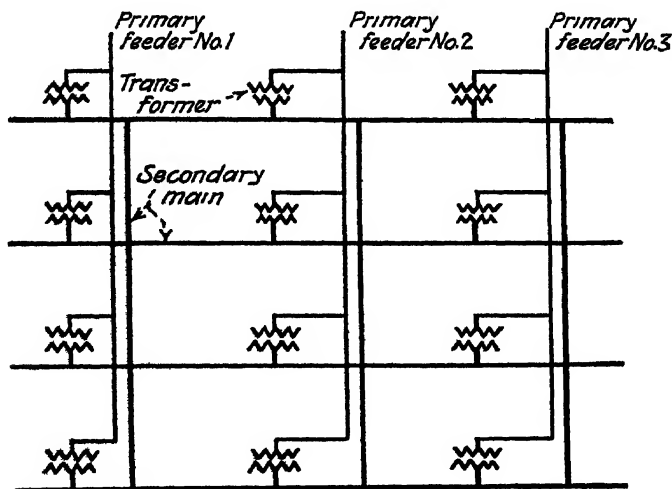 Primary
feeder No.1
Primary
feeder No.2
Primary
feeder No.3
Trans-
former
Secondary
main